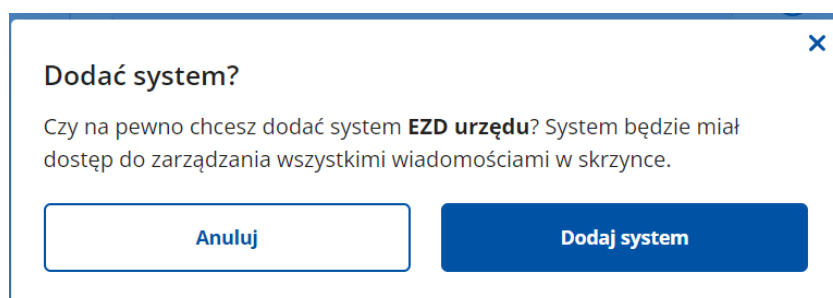 Dodać system?
Czy na pewno chcesz dodać system EZD urzędu? System będzie miał
dostęp do zarządzania wszystkimi wiadomościami w skrzynce.
Anuluj
Dodaj system